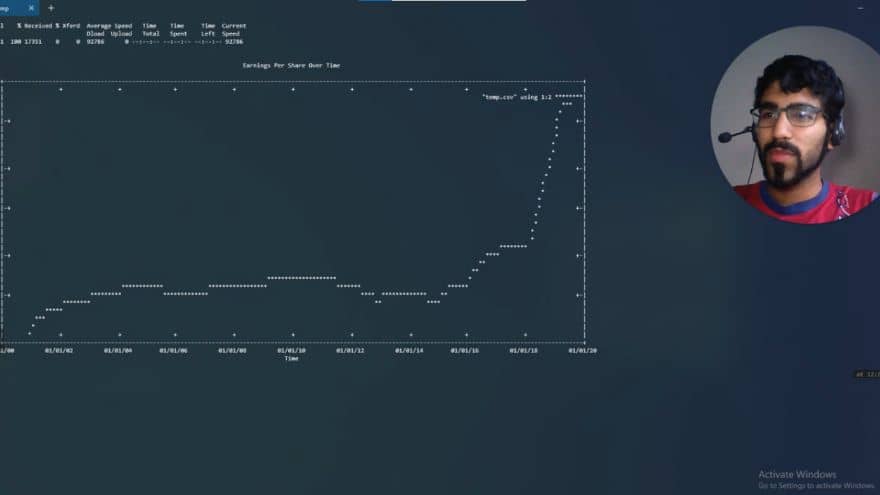 mp × +
l % Received % Xferd Average Speed Time Time Time Current
Dload Upload Total Spent Left Speed
1 100 17351 0 0 92786 0 --:--:-- --:--:-- --:--:-- 92786
Earnings Per Share Over Time
"temp.csv" using 1:2 ********
1/00 01/01/02 01/01/04 01/01/06 01/01/08 01/01/10 01/01/12 01/01/14 01/01/16 01/01/18 01/01/20
Time
at 12:
Activate Windows
Go to Settings to activate Windows.